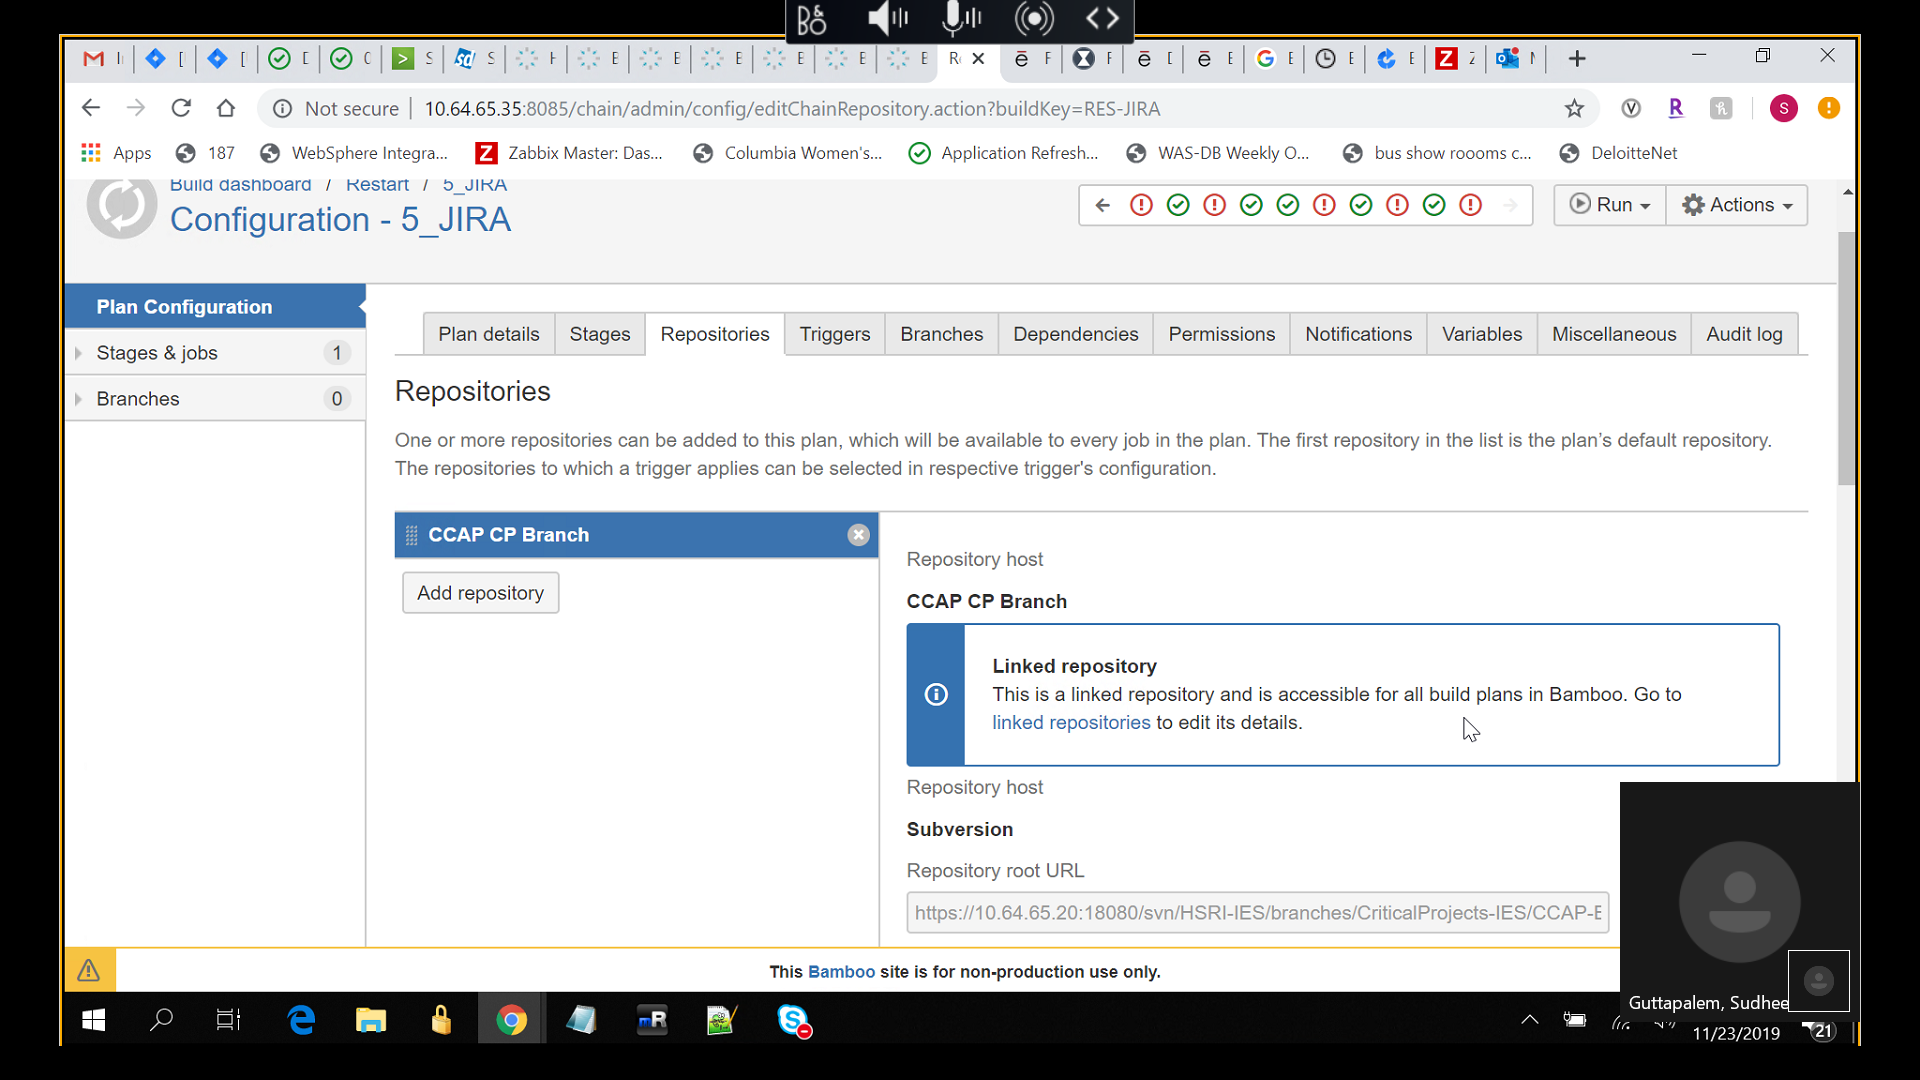 B&O
Not secure | 10.64.65.35:8085/chain/admin/config/editChainRepository.action?buildKey=RES-JIRA
Apps 187 WebSphere Integra... Zabbix Master: Das... Columbia Women's... Application Refresh... WAS-DB Weekly O... bus show roooms c... DeloitteNet
Build dashboard / Restart / 5_JIRA
Configuration - 5_JIRA
Run Actions
Plan Configuration
Stages & jobs 1
Branches 0
Plan details Stages Repositories Triggers Branches Dependencies Permissions Notifications Variables Miscellaneous Audit log
Repositories
One or more repositories can be added to this plan, which will be available to every job in the plan. The first repository in the list is the plan's default repository.
The repositories to which a trigger applies can be selected in respective trigger's configuration.
CCAP CP Branch
Add repository
Repository host
CCAP CP Branch
Linked repository
This is a linked repository and is accessible for all build plans in Bamboo. Go to
linked repositories to edit its details.
Repository host
Subversion
Repository root URL
https://10.64.65.20:18080/svn/HSRI-IES/branches/CriticalProjects-IES/CCAP-E
This Bamboo site is for non-production use only.
Guttapalem, Sudhee
11/23/2019
21